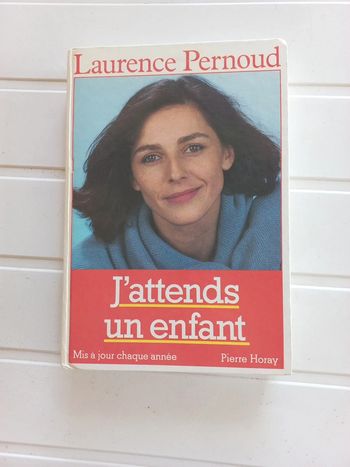 Laurence Pernoud
J'attends
un enfant
Mis à jour chaque année Pierre Horay